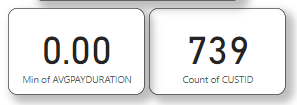 0.00
Min of AVGPAYDURATION
739
Count of CUSTID